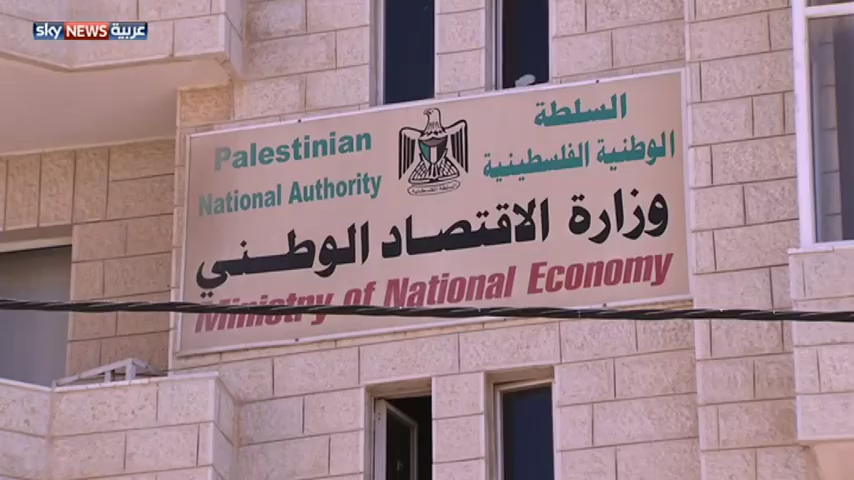 sky NEWS عربية
Palestinian
National Authority
السلطة
الوطنية الفلسطينية
وزارة الاقتصاد الوطني
Ministry of National Economy